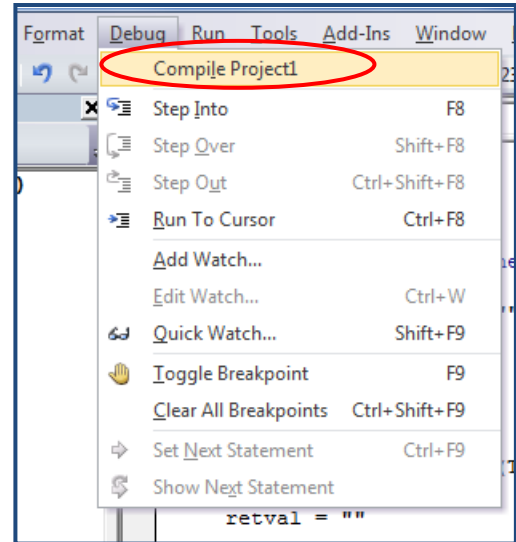 Format Debug Run Tools Add-Ins Window
Compile Project1
Step Into F8
Step Over Shift+F8
Step Out Ctrl+Shift+F8
Run To Cursor Ctrl+F8
Add Watch...
Edit Watch... Ctrl+W
Quick Watch... Shift+F9
Toggle Breakpoint F9
Clear All Breakpoints Ctrl+Shift+F9
Set Next Statement Ctrl+F9
Show Next Statement
retval = ""